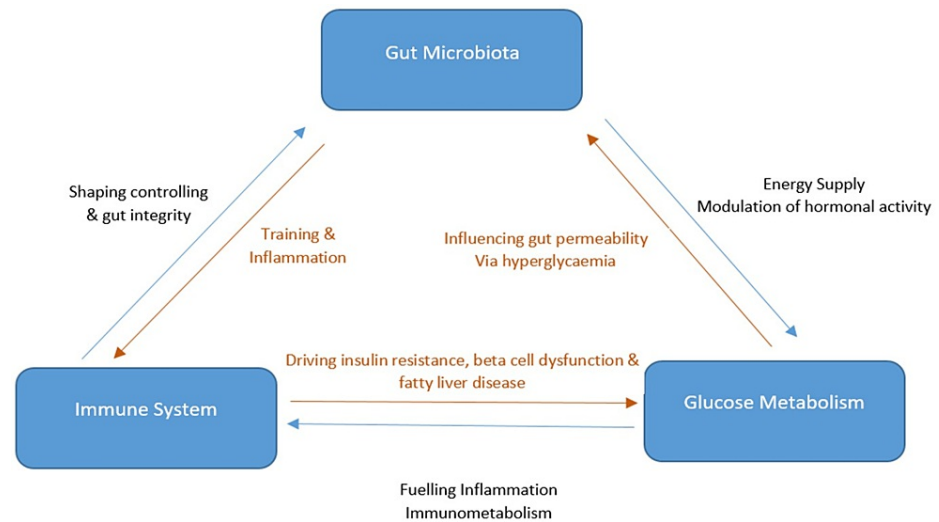 Gut Microbiota
Shaping controlling
& gut integrity
Training &
Inflammation
Influencing gut permeability
Via hyperglycaemia
Energy Supply
Modulation of hormonal activity
Driving insulin resistance, beta cell dysfunction &
fatty liver disease
Immune System
Glucose Metabolism
Fuelling Inflammation
Immunometabolism